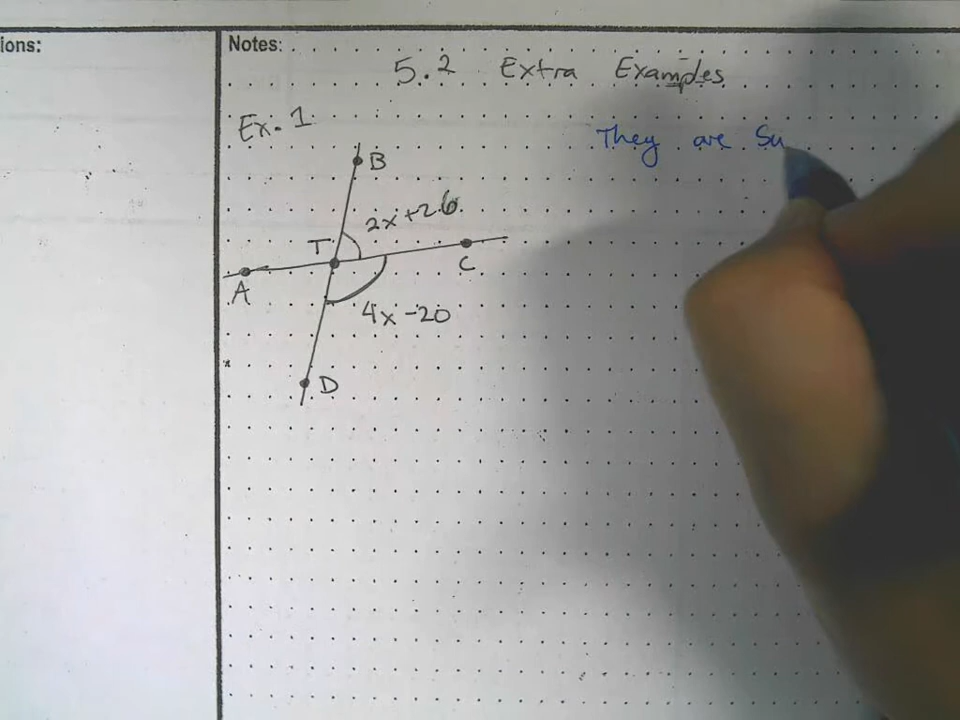 ions:
Notes:
5.2 Extra Examples
Ex. 1
They are Su
B
2x+26
T
C
A
4x-20
D